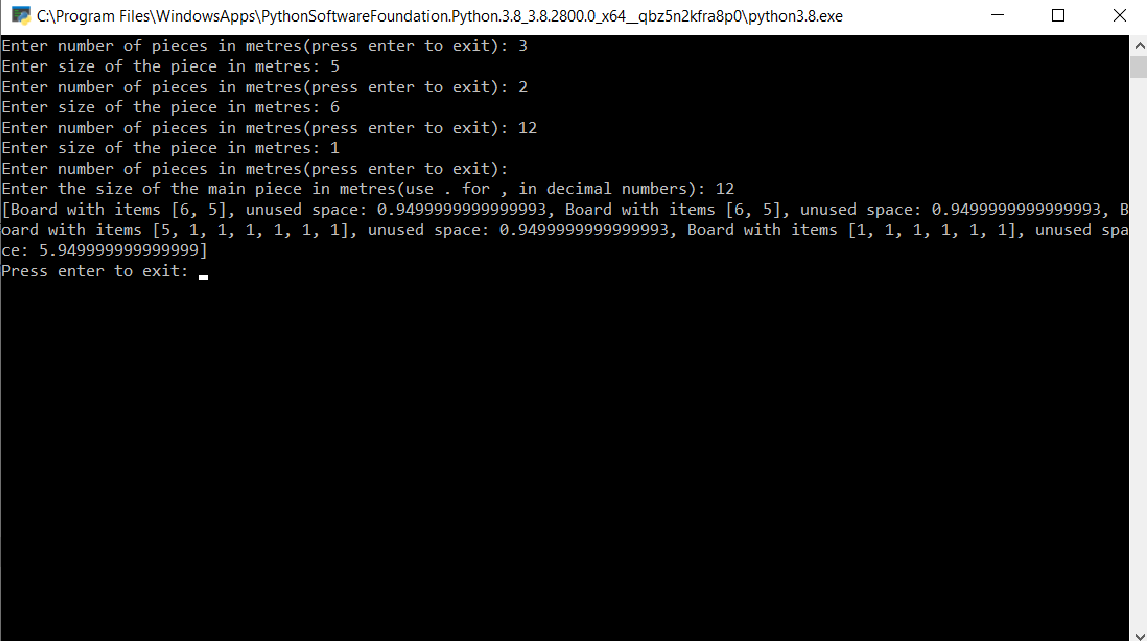 C:\Program Files\WindowsApps\PythonSoftwareFoundation.Python.3.8_3.8.2800.0_x64__qbz5n2kfra8p0\python3.8.exe
Enter number of pieces in metres(press enter to exit): 3
Enter size of the piece in metres: 5
Enter number of pieces in metres(press enter to exit): 2
Enter size of the piece in metres: 6
Enter number of pieces in metres(press enter to exit): 12
Enter size of the piece in metres: 1
Enter number of pieces in metres(press enter to exit):
Enter the size of the main piece in metres(use . for , in decimal numbers): 12
[Board with items [6, 5], unused space: 0.9499999999999993, Board with items [6, 5], unused space: 0.9499999999999993, B
oard with items [5, 1, 1, 1, 1, 1, 1], unused space: 0.9499999999999993, Board with items [1, 1, 1, 1, 1, 1], unused spa
ce: 5.949999999999999]
Press enter to exit: